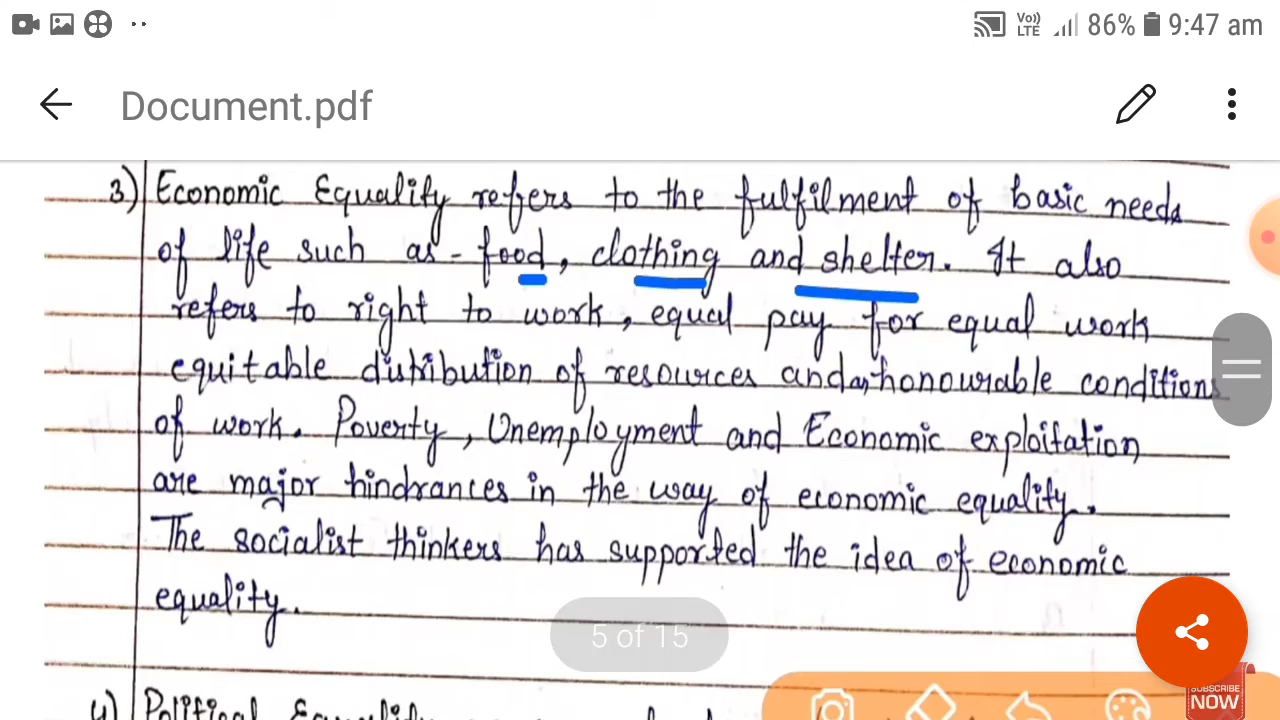 Vo)) LTE 86% 9:47 am
Document.pdf
3) Economic Equality refers to the fulfilment of basic needs
of life such as - food, clothing and shelter. It also
refers to right to work, equal pay for equal work
equitable distribution of resources and honourable conditions
of work. Poverty, Unemployment and Economic exploitation
are major hindrances in the way of economic equality.
The socialist thinkers has supported the idea of economic
equality.
5 of 15
4) Political Equality
SUBSCRIBE
NOW